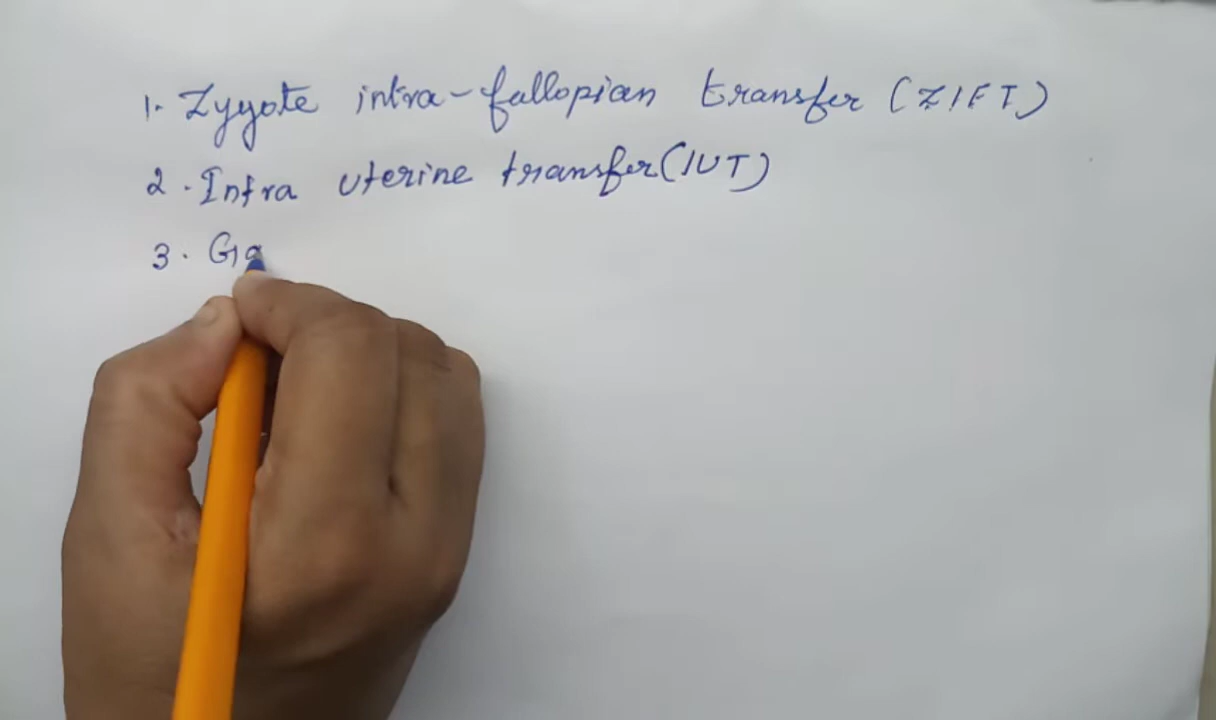 1. Zygote intra-fallopian transfer (ZIFT)
2. Intra uterine transfer (IUT)
3. Ga